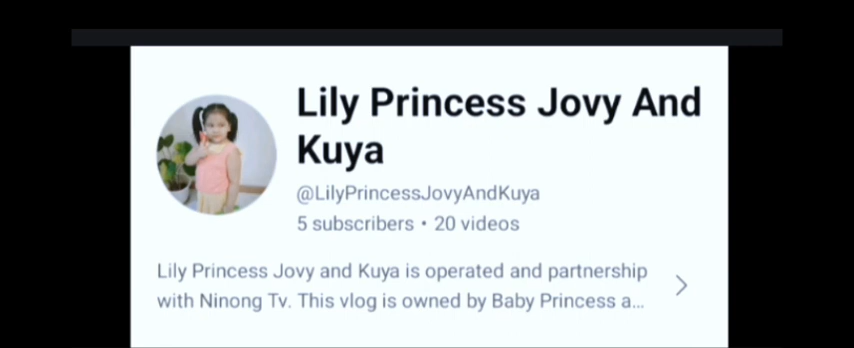 Lily Princess Jovy And
Kuya
@LilyPrincessJovyAndKuya
5 subscribers • 20 videos
Lily Princess Jovy and Kuya is operated and partnership
with Ninong Tv. This vlog is owned by Baby Princess a...